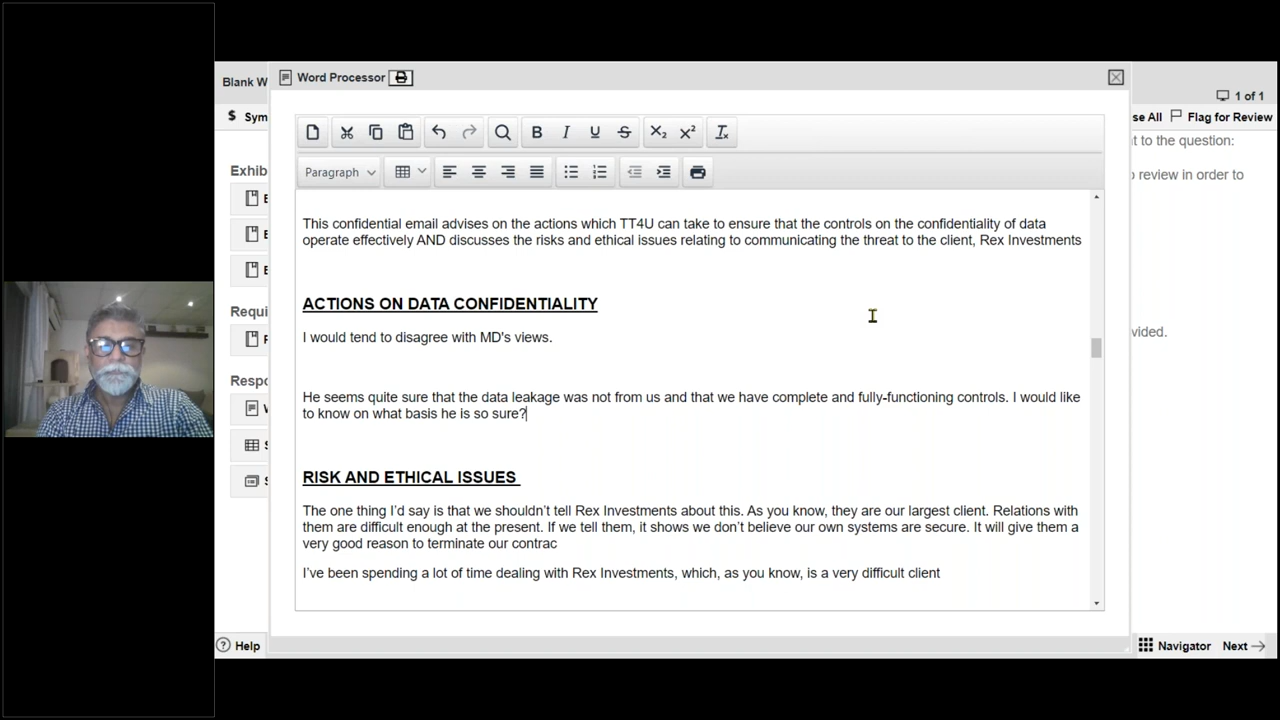 Blank W
Word Processor
1 of 1
$ Sym
se All
Flag for Review
t to the question:
review in order to
vided.
Exhib
E
E
E
Requi
F
Respo
W
S
S
Paragraph
This confidential email advises on the actions which TT4U can take to ensure that the controls on the confidentiality of data
operate effectively AND discusses the risks and ethical issues relating to communicating the threat to the client, Rex Investments
ACTIONS ON DATA CONFIDENTIALITY
I would tend to disagree with MD's views.
He seems quite sure that the data leakage was not from us and that we have complete and fully-functioning controls. I would like
to know on what basis he is so sure?
RISK AND ETHICAL ISSUES
The one thing I'd say is that we shouldn't tell Rex Investments about this. As you know, they are our largest client. Relations with
them are difficult enough at the present. If we tell them, it shows we don't believe our own systems are secure. It will give them a
very good reason to terminate our contrac
I've been spending a lot of time dealing with Rex Investments, which, as you know, is a very difficult client
Help
Navigator
Next